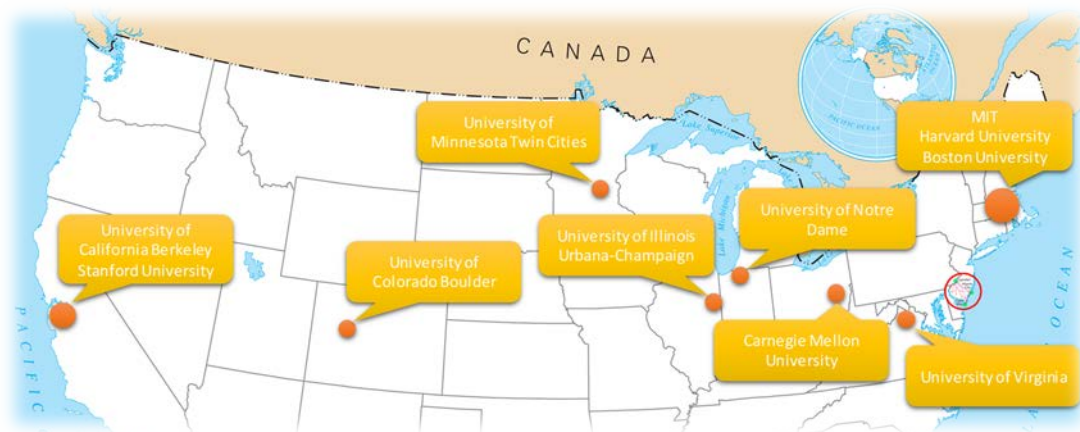 CANADA
University of
Minnesota Twin Cities
MIT
Harvard University
Boston University
Lake Superior
PACIFIC OCEAN
Lake Michigan
University of Notre
Dame
University of
California Berkeley
Stanford University
University of Illinois
Urbana-Champaign
University of
Colorado Boulder
Carnegie Mellon
University
University of Virginia
PACIFIC
OCEAN